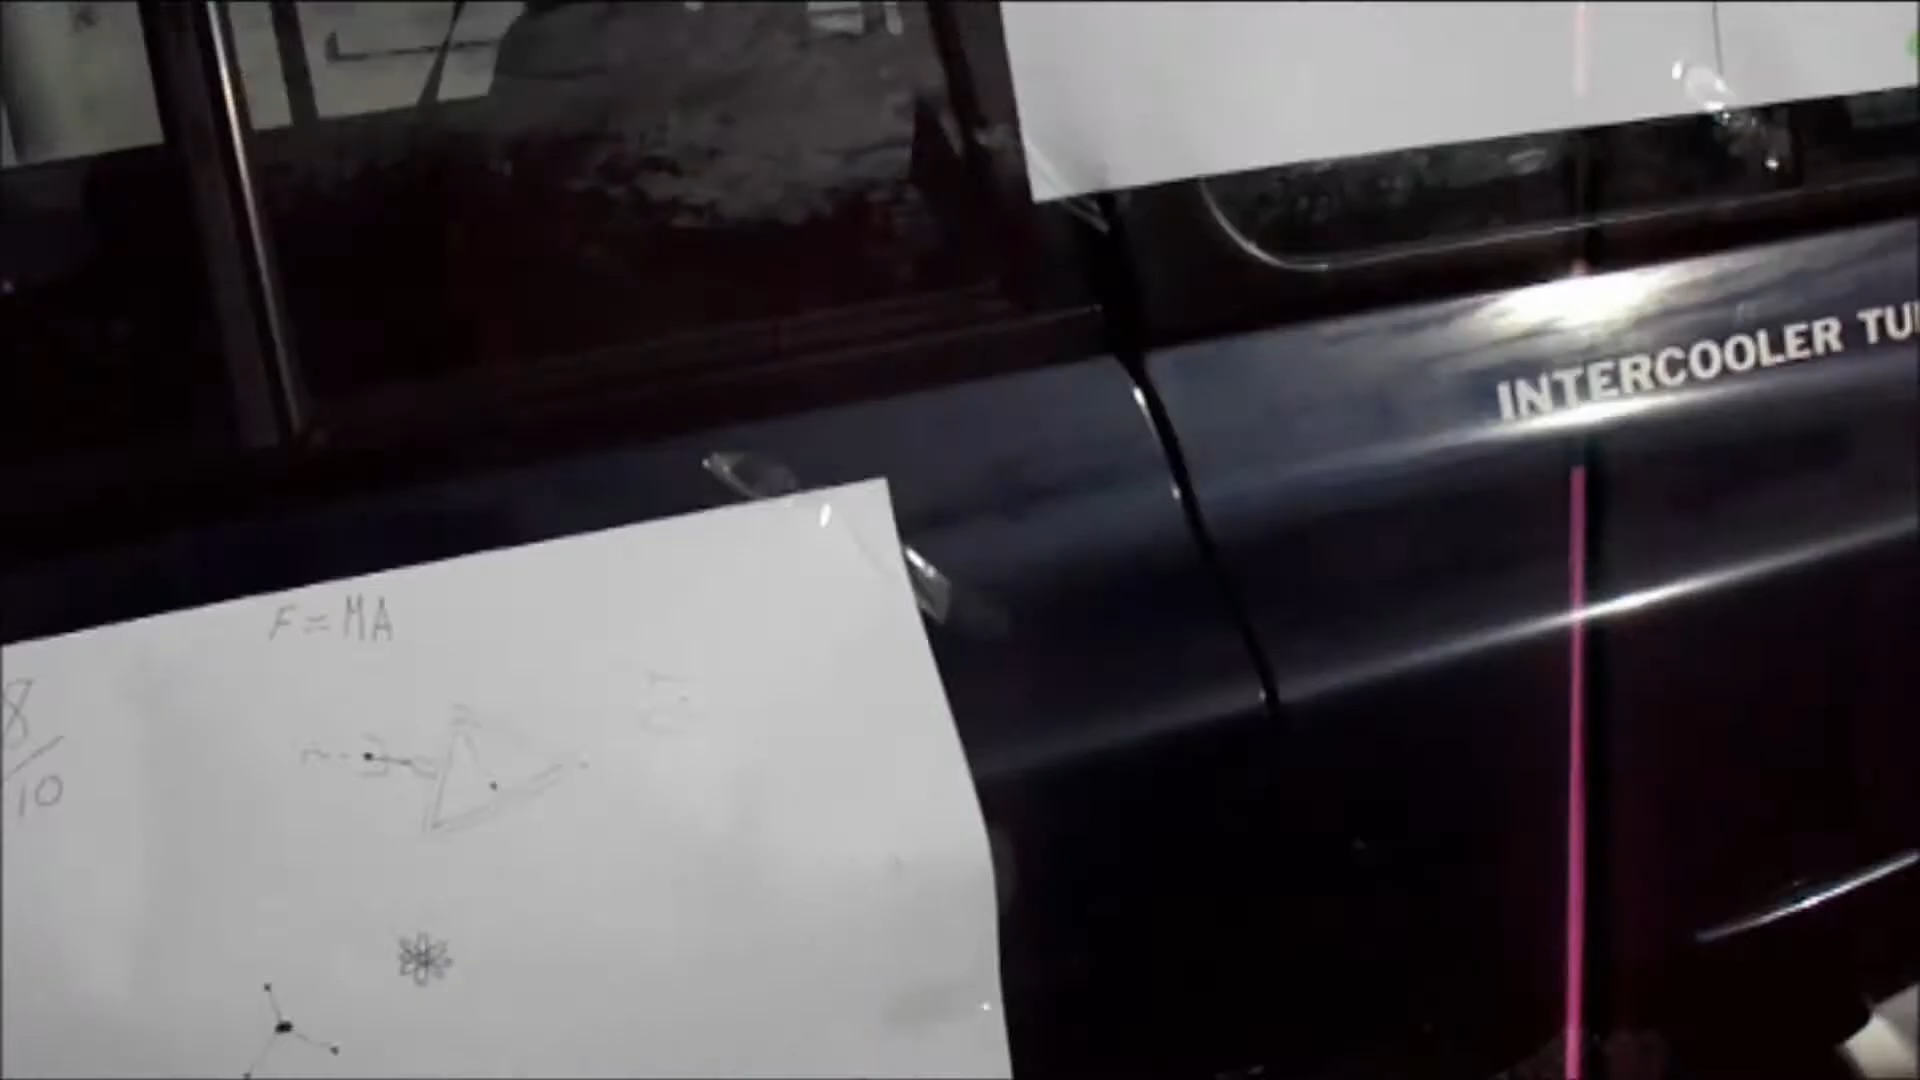 INTERCOOLER TU
F = MA
8/10